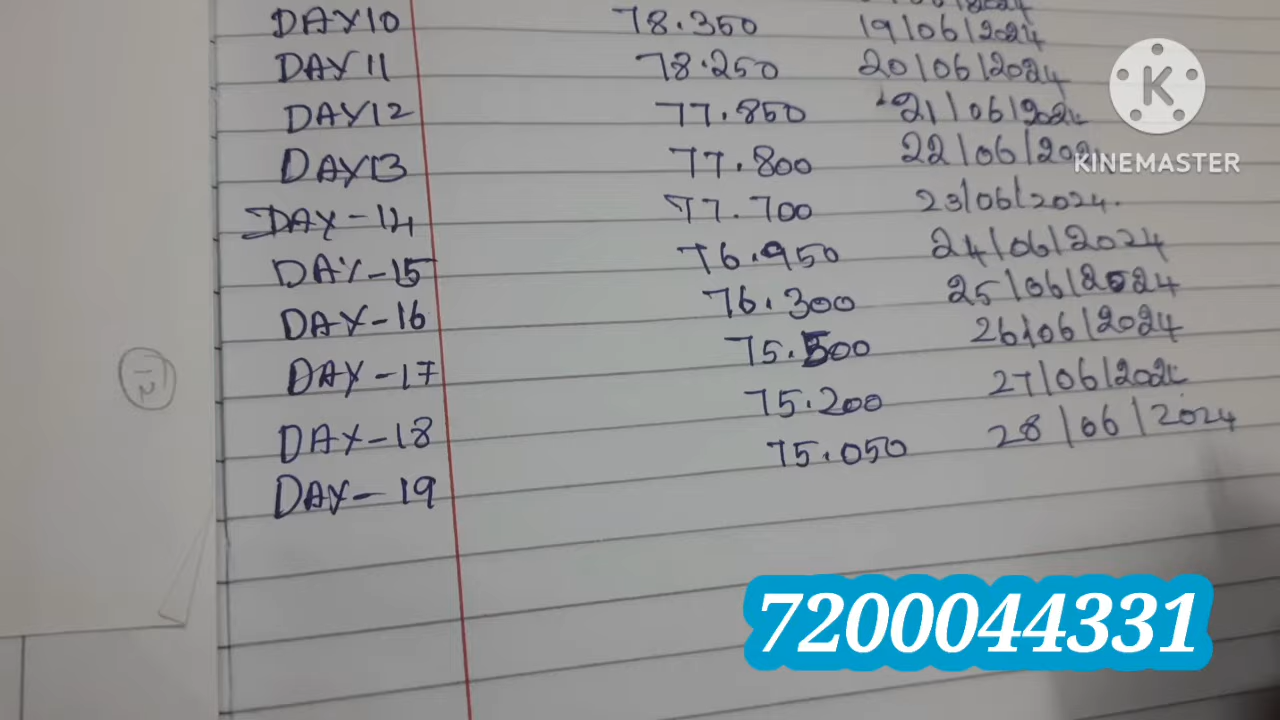 DAY10 78.350 19/06/2024
DAY11 78.250 20/06/2024
DAY12 77.850 21/06/2024
DAY13 77.800 22/06/202
DAY-14 77.700 23/06/2024.
DAY-15 76.950 24/06/2024
DAY-16 76.300 25/06/2024
DAY-17 75.500 26/06/2024
DAY-18 75.200 27/06/2024
DAY-19 75.050 28/06/2024
K
KINEMASTER
7200044331